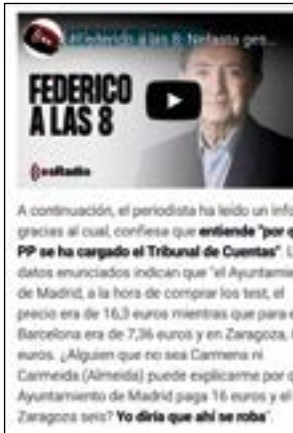 Federico a las 8: Nefasta ges...
FEDERICO
A LAS 8
esRadio
A continuación, el periodista ha leído un info
gracias al cual, confiesa que entiende "por q
PP se ha cargado el Tribunal de Cuentas". L
datos enunciados indican que "el Ayuntamie
de Madrid, a la hora de comprar los test, el
precio era de 16,3 euros mientras que para e
Barcelona era de 7,36 euros y en Zaragoza,
euros. ¿Alguien que no sea Carmena ni
Carmeida (Almeida) puede explicarme por q
Ayuntamiento de Madrid paga 16 euros y el
Zaragoza seis? Yo diría que ahí se roba".